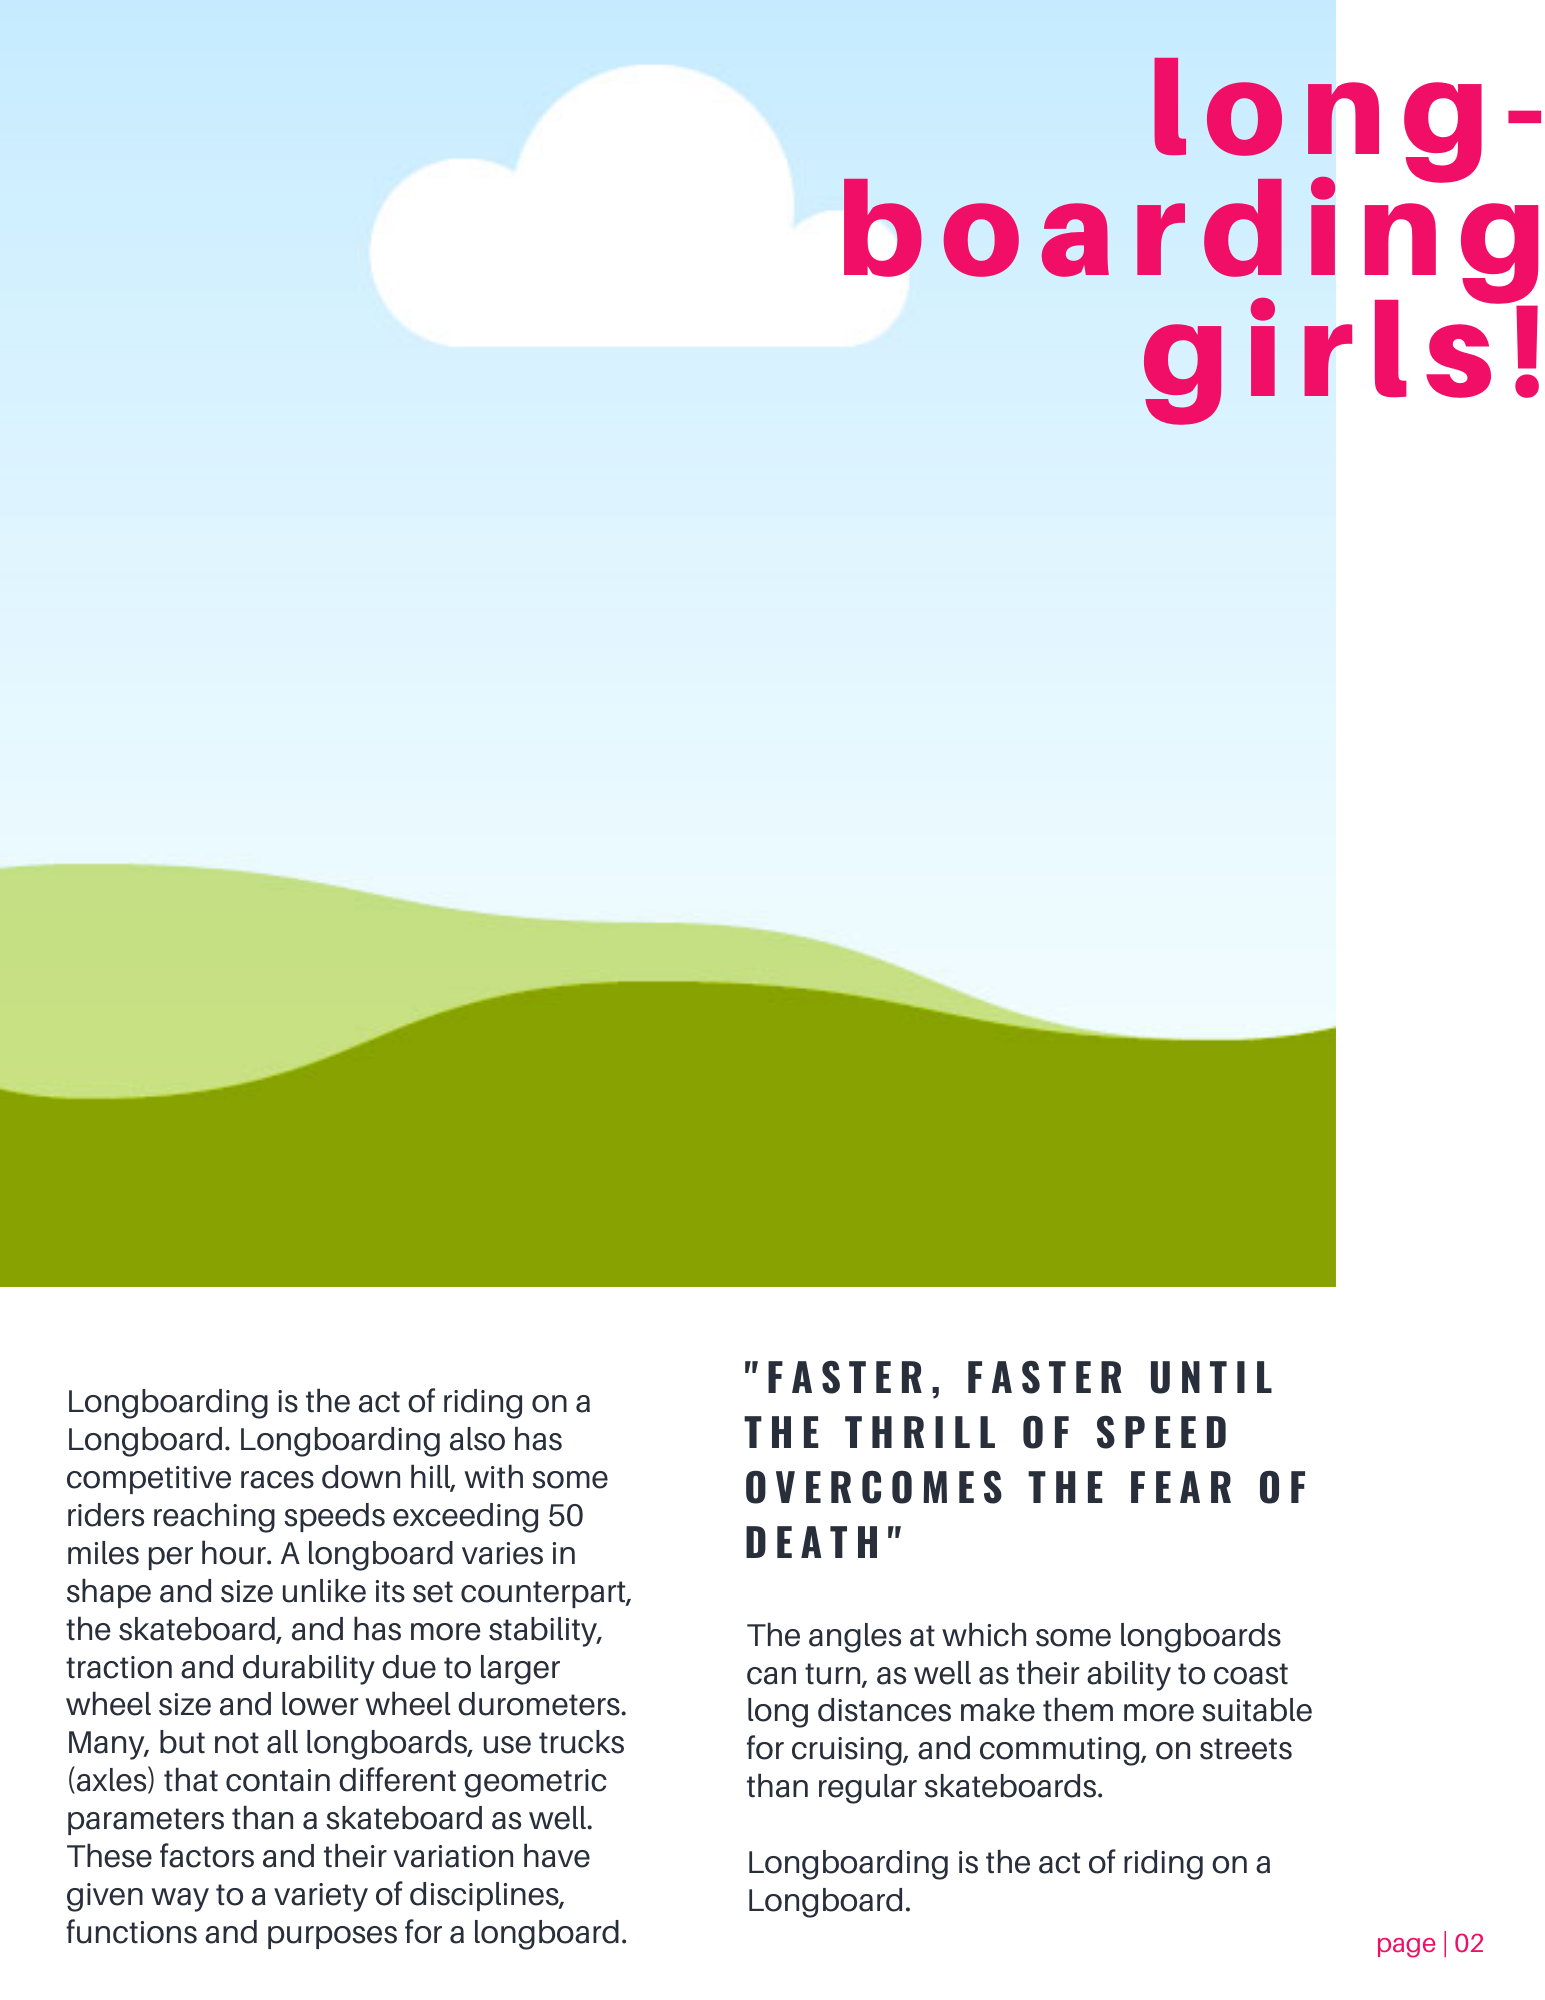 long-
boarding
girls!
Longboarding is the act of riding on a
Longboard. Longboarding also has
competitive races down hill, with some
riders reaching speeds exceeding 50
miles per hour. A longboard varies in
shape and size unlike its set counterpart,
the skateboard, and has more stability,
traction and durability due to larger
wheel size and lower wheel durometers.
Many, but not all longboards, use trucks
(axles) that contain different geometric
parameters than a skateboard as well.
These factors and their variation have
given way to a variety of disciplines,
functions and purposes for a longboard.
"FASTER, FASTER UNTIL
THE THRILL OF SPEED
OVERCOMES THE FEAR OF
DEATH"
The angles at which some longboards
can turn, as well as their ability to coast
long distances make them more suitable
for cruising, and commuting, on streets
than regular skateboards.
Longboarding is the act of riding on a
Longboard.
page | 02